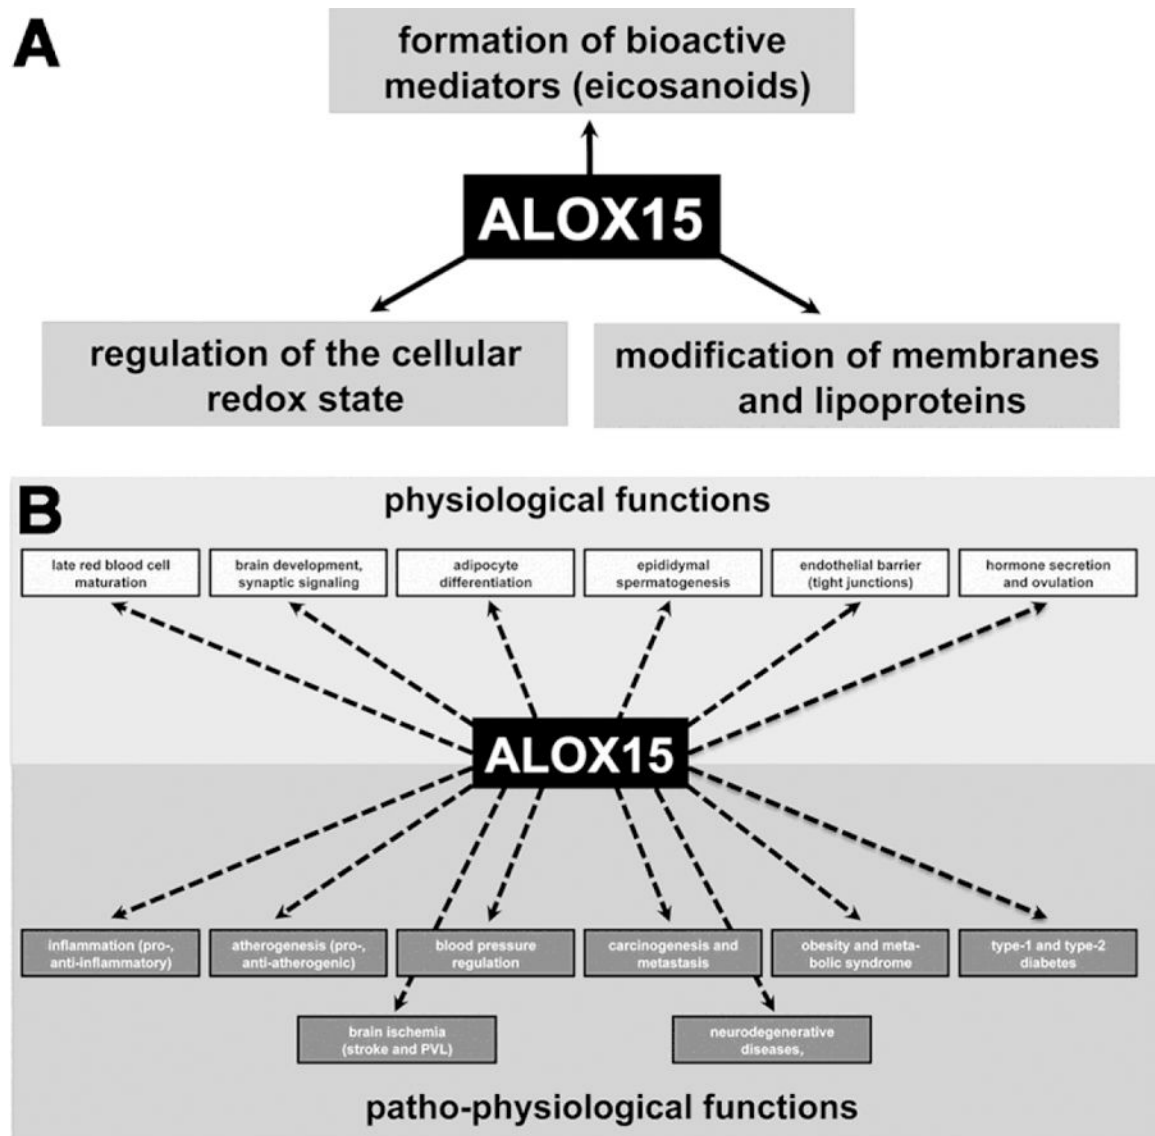 A
formation of bioactive
mediators (eicosanoids)
ALOX15
regulation of the cellular
redox state
modification of membranes
and lipoproteins
B
physiological functions
late red blood cell
maturation
brain development,
synaptic signaling
adipocyte
differentiation
epididymal
spermatogenesis
endothelial barrier
(tight junctions)
hormone secretion
and ovulation
ALOX15
inflammation (pro-,
anti-inflammatory)
atherogenesis (pro-,
anti-atherogenic)
blood pressure
regulation
carcinogenesis and
metastasis
obesity and meta-
bolic syndrome
type-1 and type-2
diabetes
brain ischemia
(stroke and PVL)
neurodegenerative
diseases,
patho-physiological functions